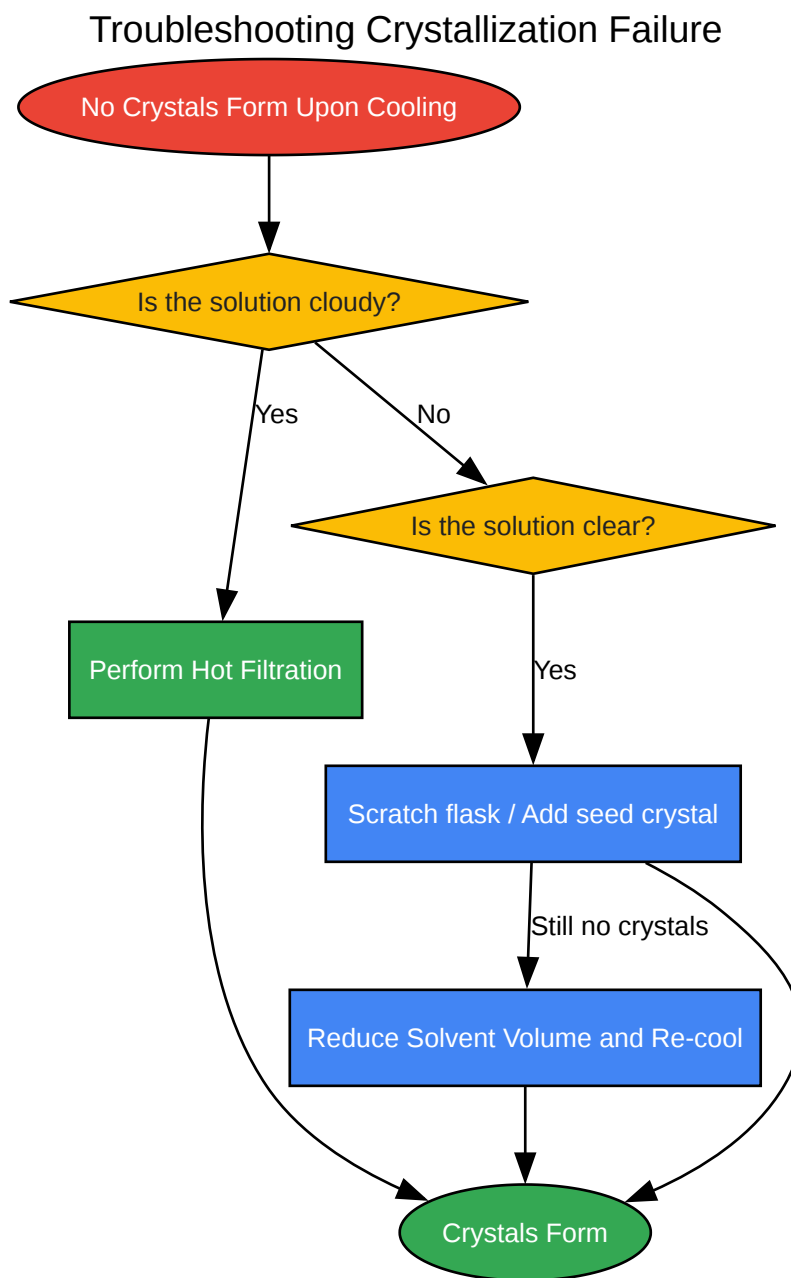 Troubleshooting Crystallization Failure
No Crystals Form Upon Cooling
Is the solution cloudy?
Yes
No
Is the solution clear?
Perform Hot Filtration
Yes
Scratch flask / Add seed crystal
Still no crystals
Reduce Solvent Volume and Re-cool
Crystals Form